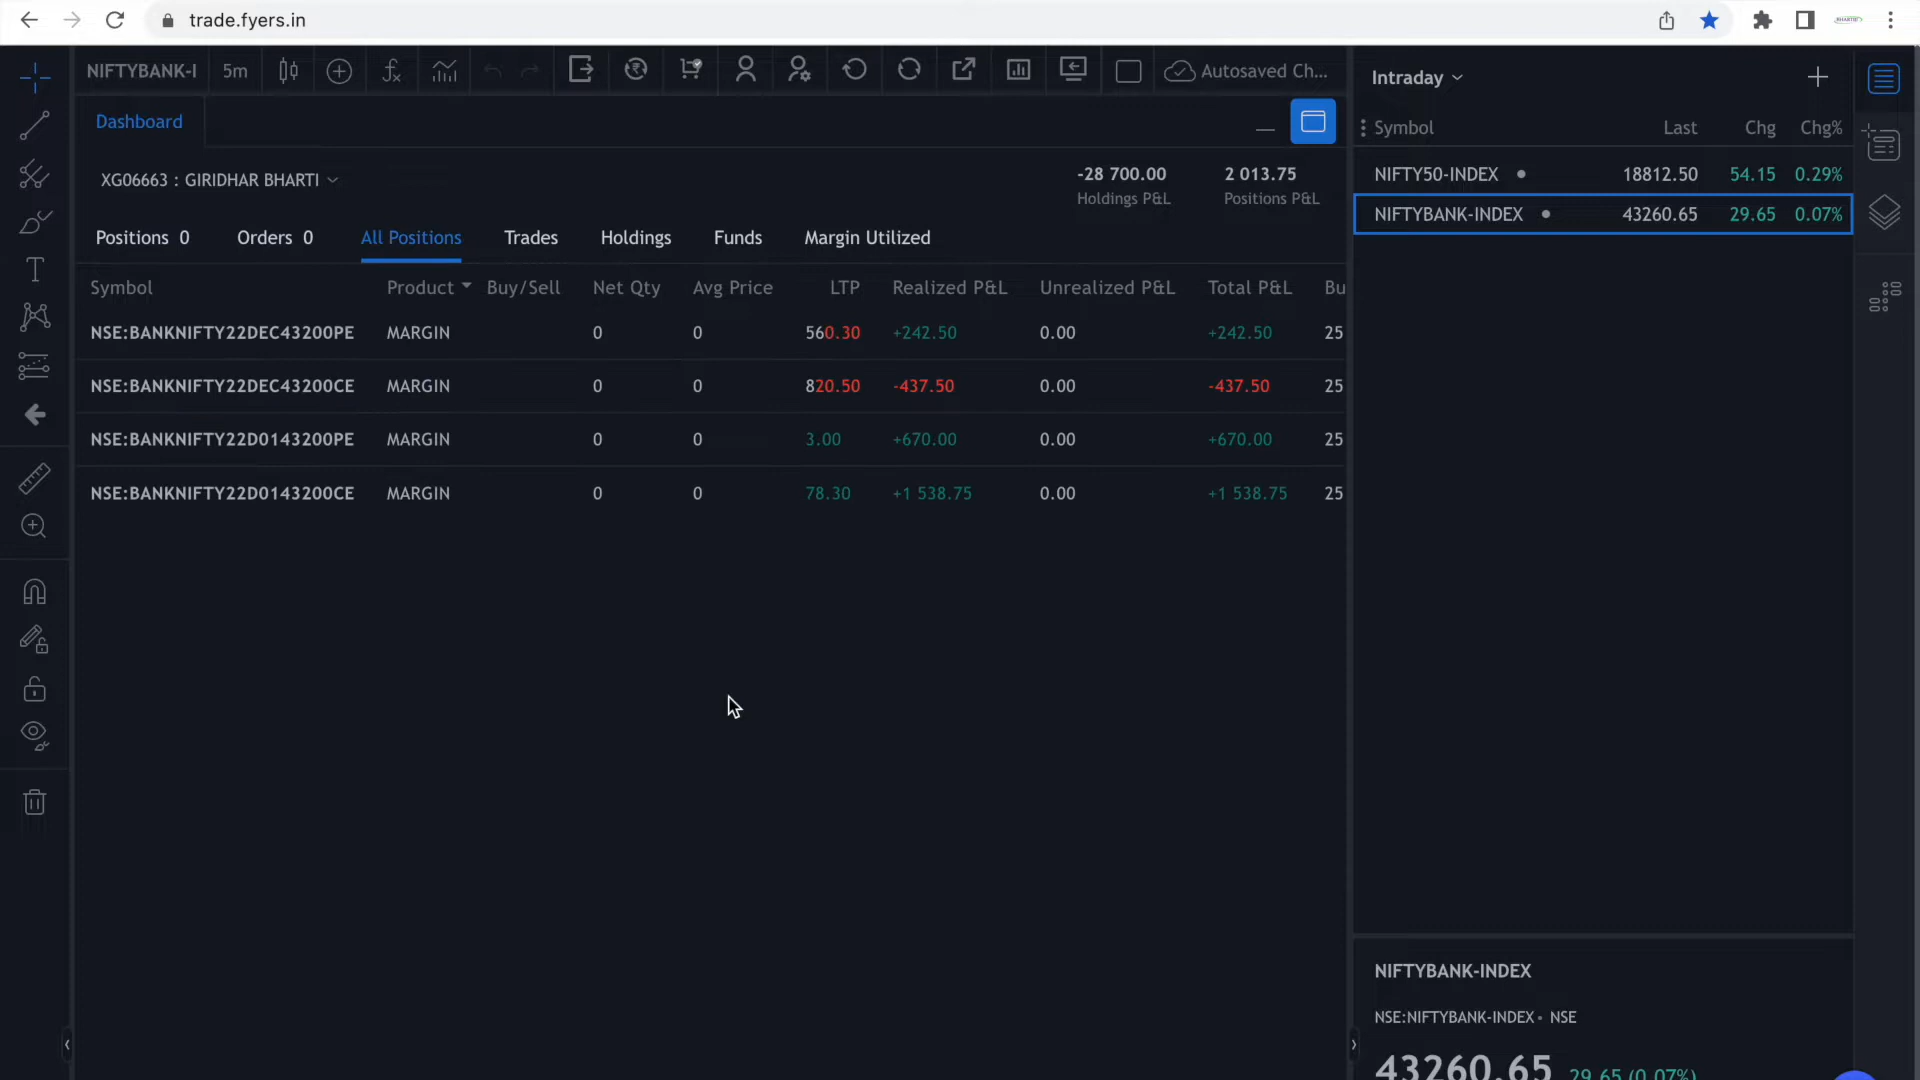 trade.fyers.in
NIFTYBANK-I 5m Autosaved Ch...
Intraday
Dashboard
Symbol Last Chg Chg%
XG06663 : GIRIDHAR BHARTI
-28 700.00 2 013.75
Holdings P&L Positions P&L
NIFTY50-INDEX 18812.50 54.15 0.29%
NIFTYBANK-INDEX 43260.65 29.65 0.07%
Positions 0 Orders 0 All Positions Trades Holdings Funds Margin Utilized
Symbol Product Buy/Sell Net Qty Avg Price LTP Realized P&L Unrealized P&L Total P&L Bu
NSE:BANKNIFTY22DEC43200PE MARGIN 0 0 560.30 +242.50 0.00 +242.50 25
NSE:BANKNIFTY22DEC43200CE MARGIN 0 0 820.50 -437.50 0.00 -437.50 25
NSE:BANKNIFTY22D0143200PE MARGIN 0 0 3.00 +670.00 0.00 +670.00 25
NSE:BANKNIFTY22D0143200CE MARGIN 0 0 78.30 +1 538.75 0.00 +1 538.75 25
NIFTYBANK-INDEX
NSE:NIFTYBANK-INDEX • NSE
43260.65 29.65 (0.07%)